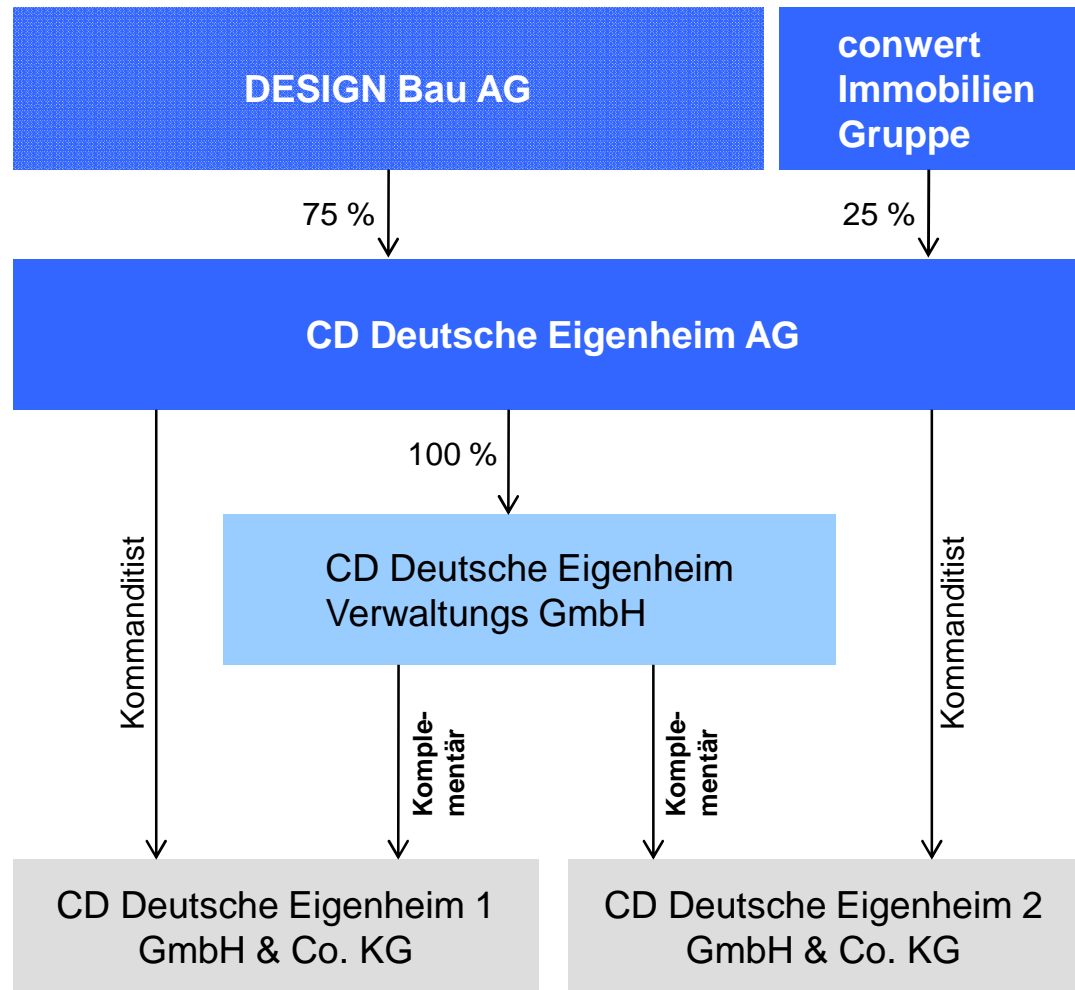 DESIGN Bau AG
conwert
Immobilien
Gruppe
75 %
25 %
CD Deutsche Eigenheim AG
100 %
CD Deutsche Eigenheim
Verwaltungs GmbH
Kommanditist
Komple-
mentär
Komple-
mentär
Kommanditist
CD Deutsche Eigenheim 1
GmbH & Co. KG
CD Deutsche Eigenheim 2
GmbH & Co. KG